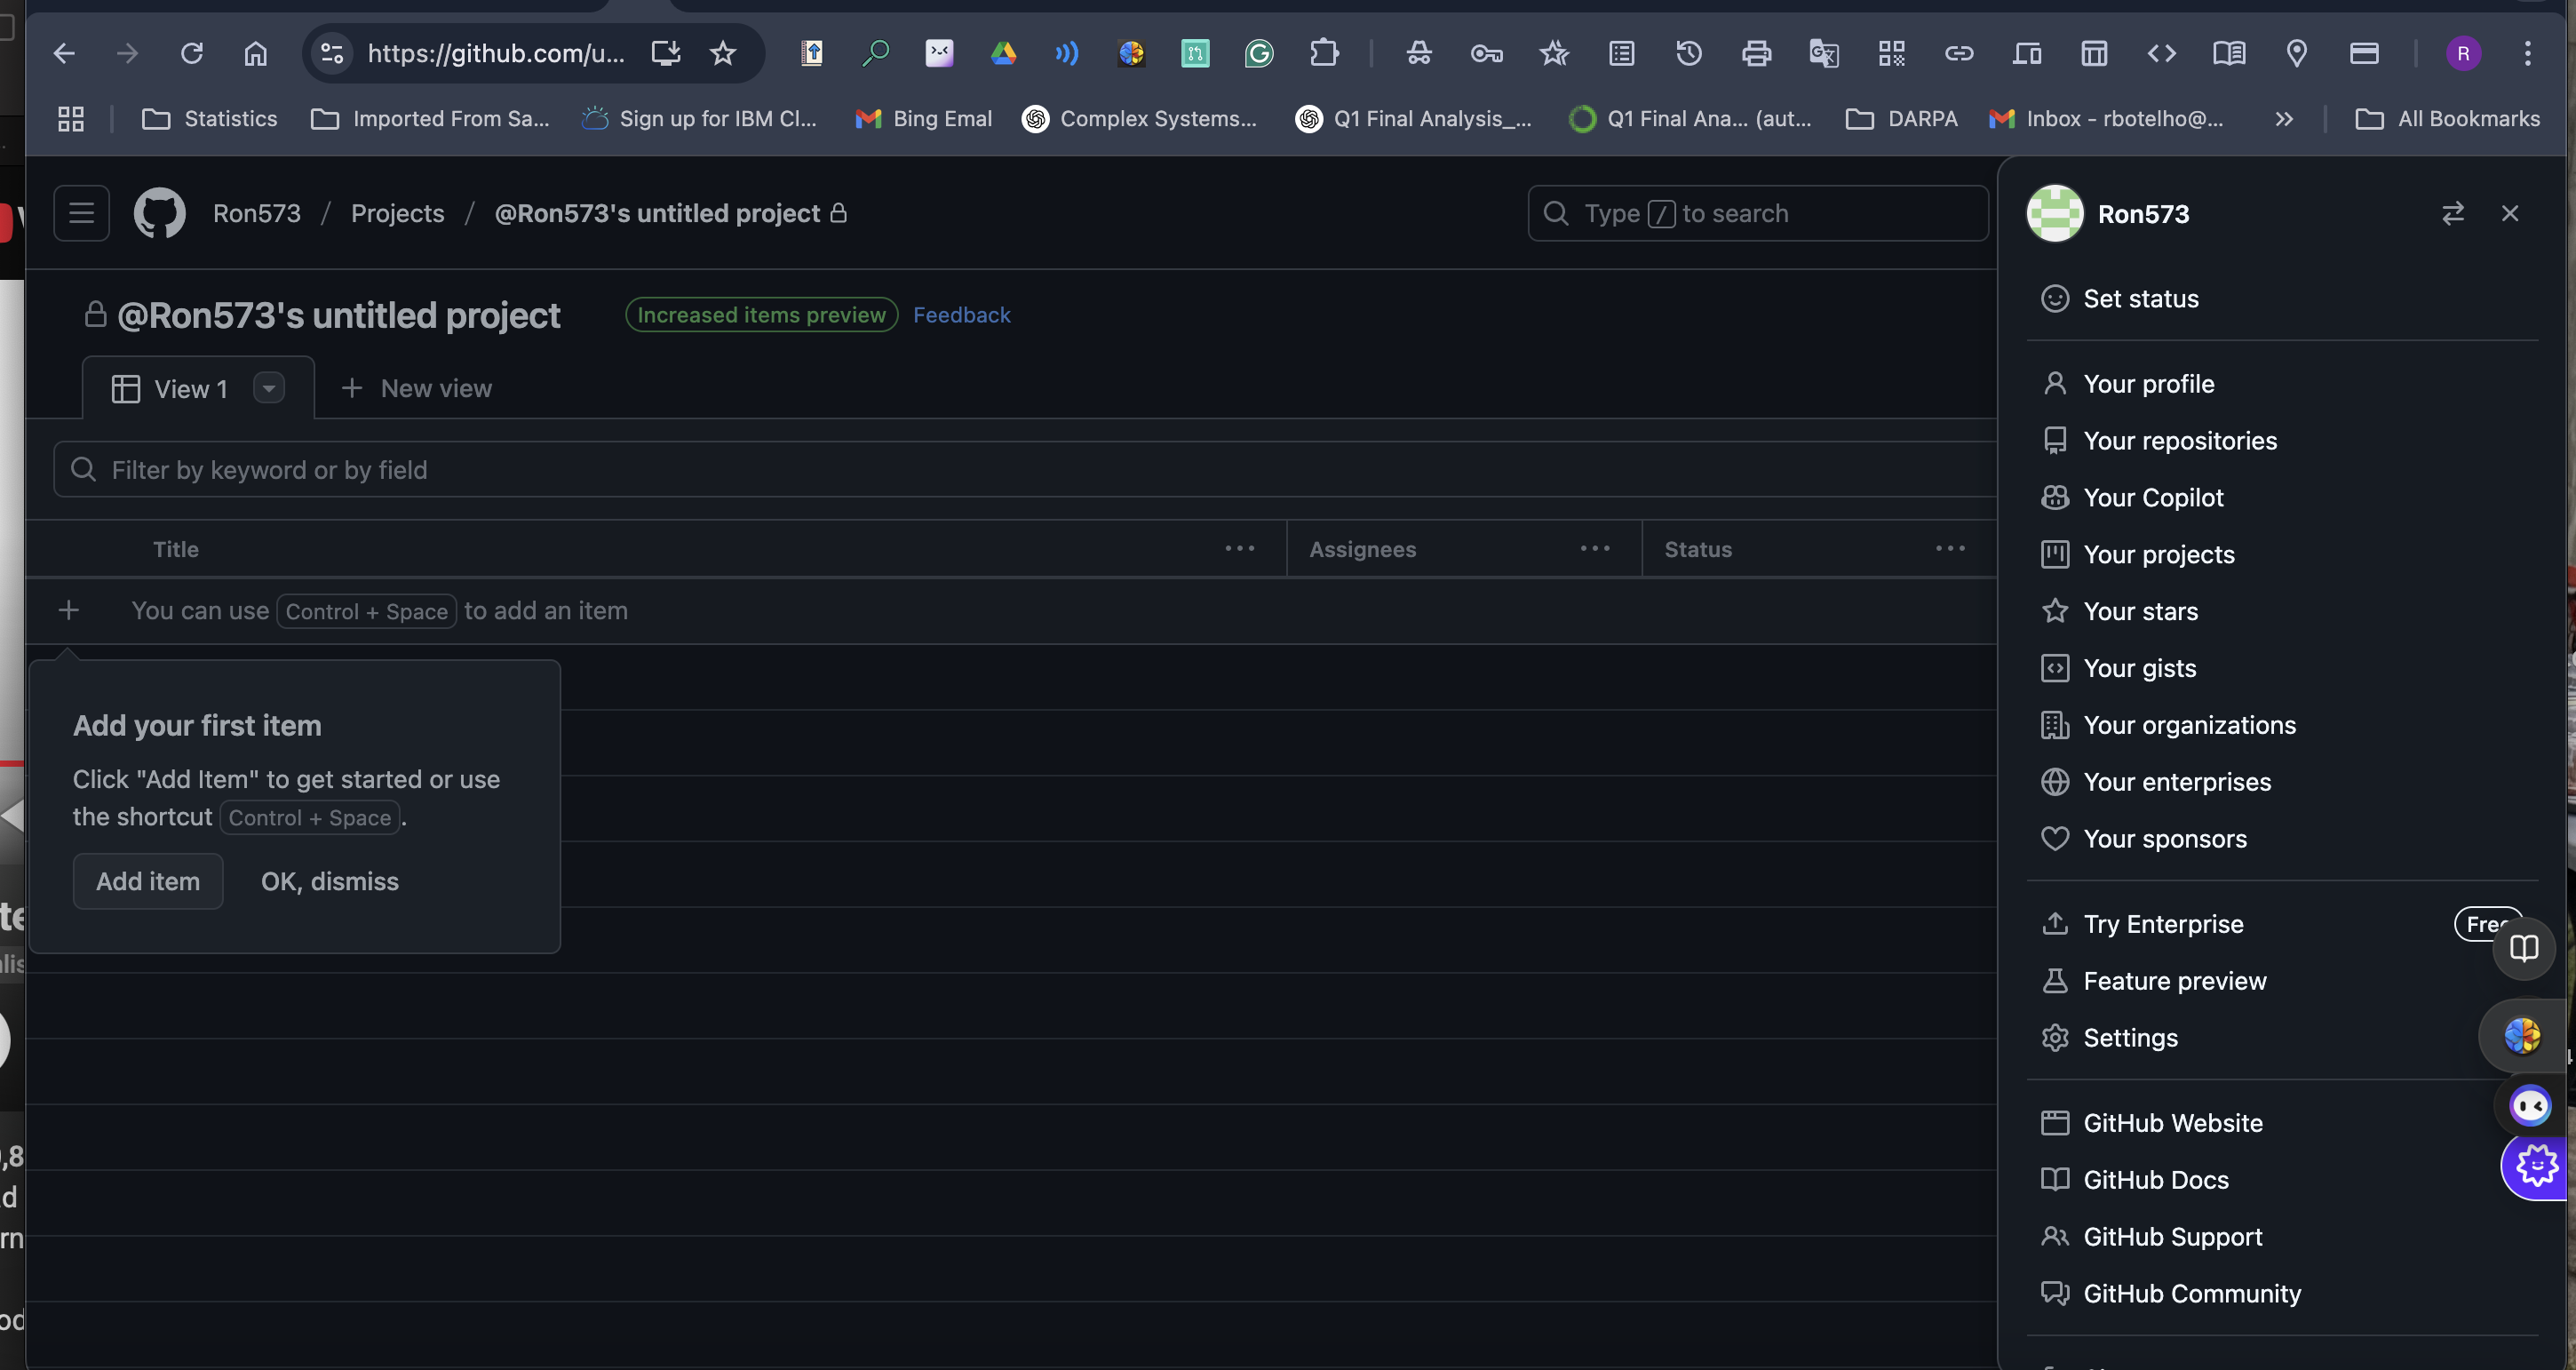 https://github.com/u...
R
Statistics
Imported From Sa...
Sign up for IBM Cl...
Bing Emal
Complex Systems...
Q1 Final Analysis_...
Q1 Final Ana... (aut...
DARPA
Inbox - rbotelho@...
All Bookmarks
Ron573 / Projects / @Ron573's untitled project
Type / to search
@Ron573's untitled project
Increased items preview
Feedback
View 1
New view
Filter by keyword or by field
Title
Assignees
Status
You can use Control + Space to add an item
Add your first item
Click "Add Item" to get started or use
the shortcut Control + Space.
Add item
OK, dismiss
Ron573
Set status
Your profile
Your repositories
Your Copilot
Your projects
Your stars
Your gists
Your organizations
Your enterprises
Your sponsors
Try Enterprise
Free
Feature preview
Settings
GitHub Website
GitHub Docs
GitHub Support
GitHub Community